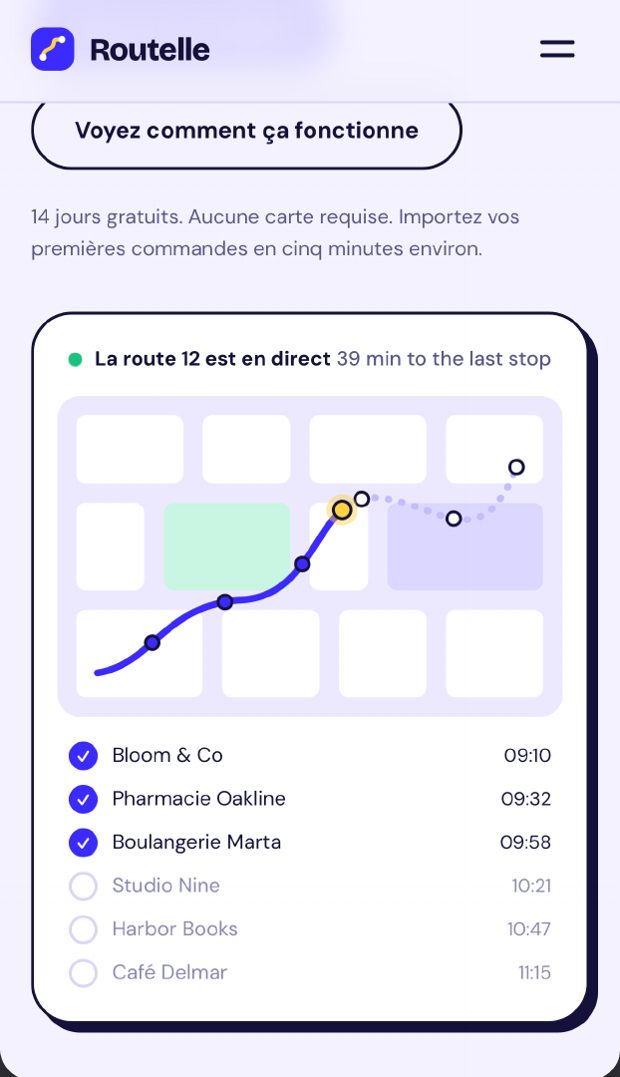 Routelle
Voyez comment ça fonctionne
14 jours gratuits. Aucune carte requise. Importez vos
premières commandes en cinq minutes environ.
La route 12 est en direct 39 min to the last stop
Bloom & Co 09:10
Pharmacie Oakline 09:32
Boulangerie Marta 09:58
Studio Nine 10:21
Harbor Books 10:47
Café Delmar 11:15